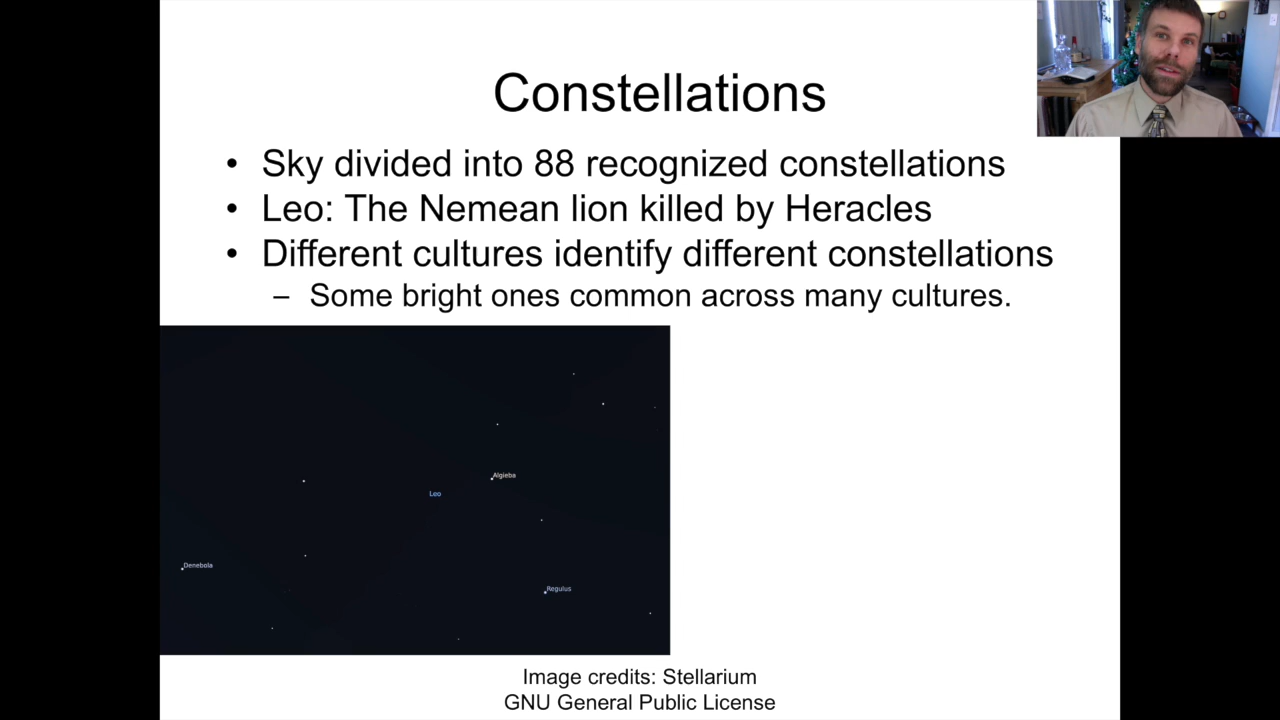 Constellations
• Sky divided into 88 recognized constellations
• Leo: The Nemean lion killed by Heracles
• Different cultures identify different constellations
– Some bright ones common across many cultures.
Algieba
Leo
Denebola
Regulus
Image credits: Stellarium
GNU General Public License